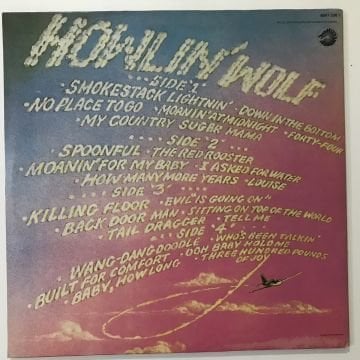 HOWLIN' WOLF
... SIDE '1'
• SMOKESTACK LIGHTNIN' • DOWN IN THE BOTTOM
• NO PLACE TO GO • MOANIN' AT MIDNIGHT • FORTY-FOUR
MY COUNTRY SUGER MAMA
.... SIDE '2' ....
SPOONFUL • THE RED ROOSTER
MOANIN' FOR MY BABY • I ASKED FOR WATER
HOW MANY MORE YEARS • LOUISE
SIDE '3' ....
• KILLING FLOOR • EVIL IS GOING ON"
BACK DOOR MAN • SITTING ON TOP OF THE WORLD
TAIL DRAGGER • TELL ME
.... SIDE '4' ...
• WANG-DANG DOODLE • WHO'S BEEN TALKIN'
• BUILT FOR COMFORT • OOH BABY HOLD ME
BABY, HOW LONG • THREE HUNDRED POUNDS
OF JOY